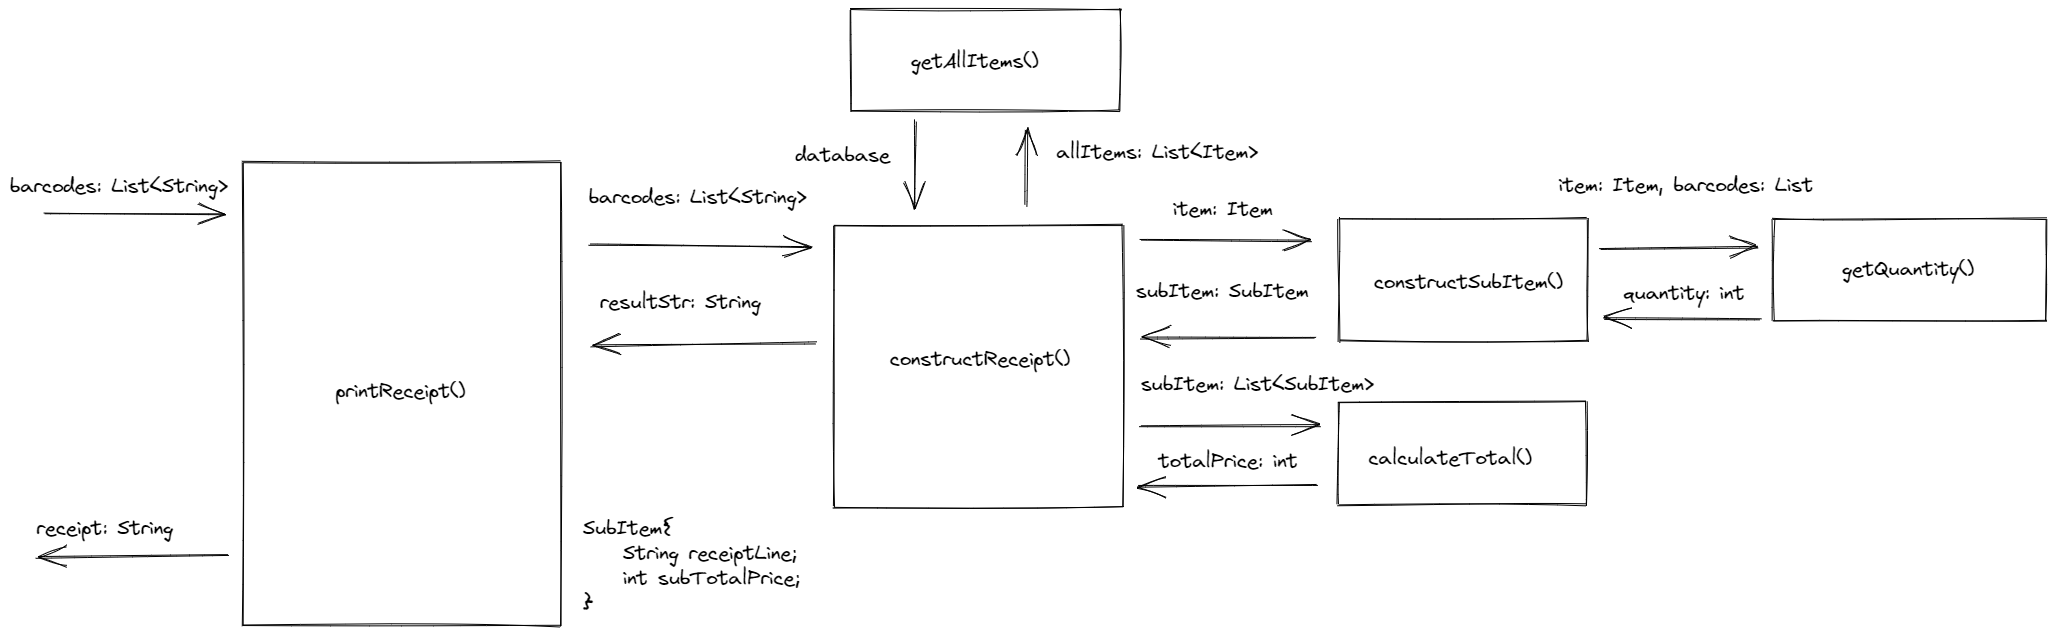 getAllItems()
database
allItems: List<Item>
barcodes: List<String>
barcodes: List<String>
item: Item
item: Item, barcodes: List
resultStr: String
subItem: SubItem
constructSubItem()
quantity: int
getQuantity()
printReceipt()
constructReceipt()
subItem: List<SubItem>
totalPrice: int
calculateTotal()
receipt: String
SubItem{
String receiptLine;
int subTotalPrice;
}